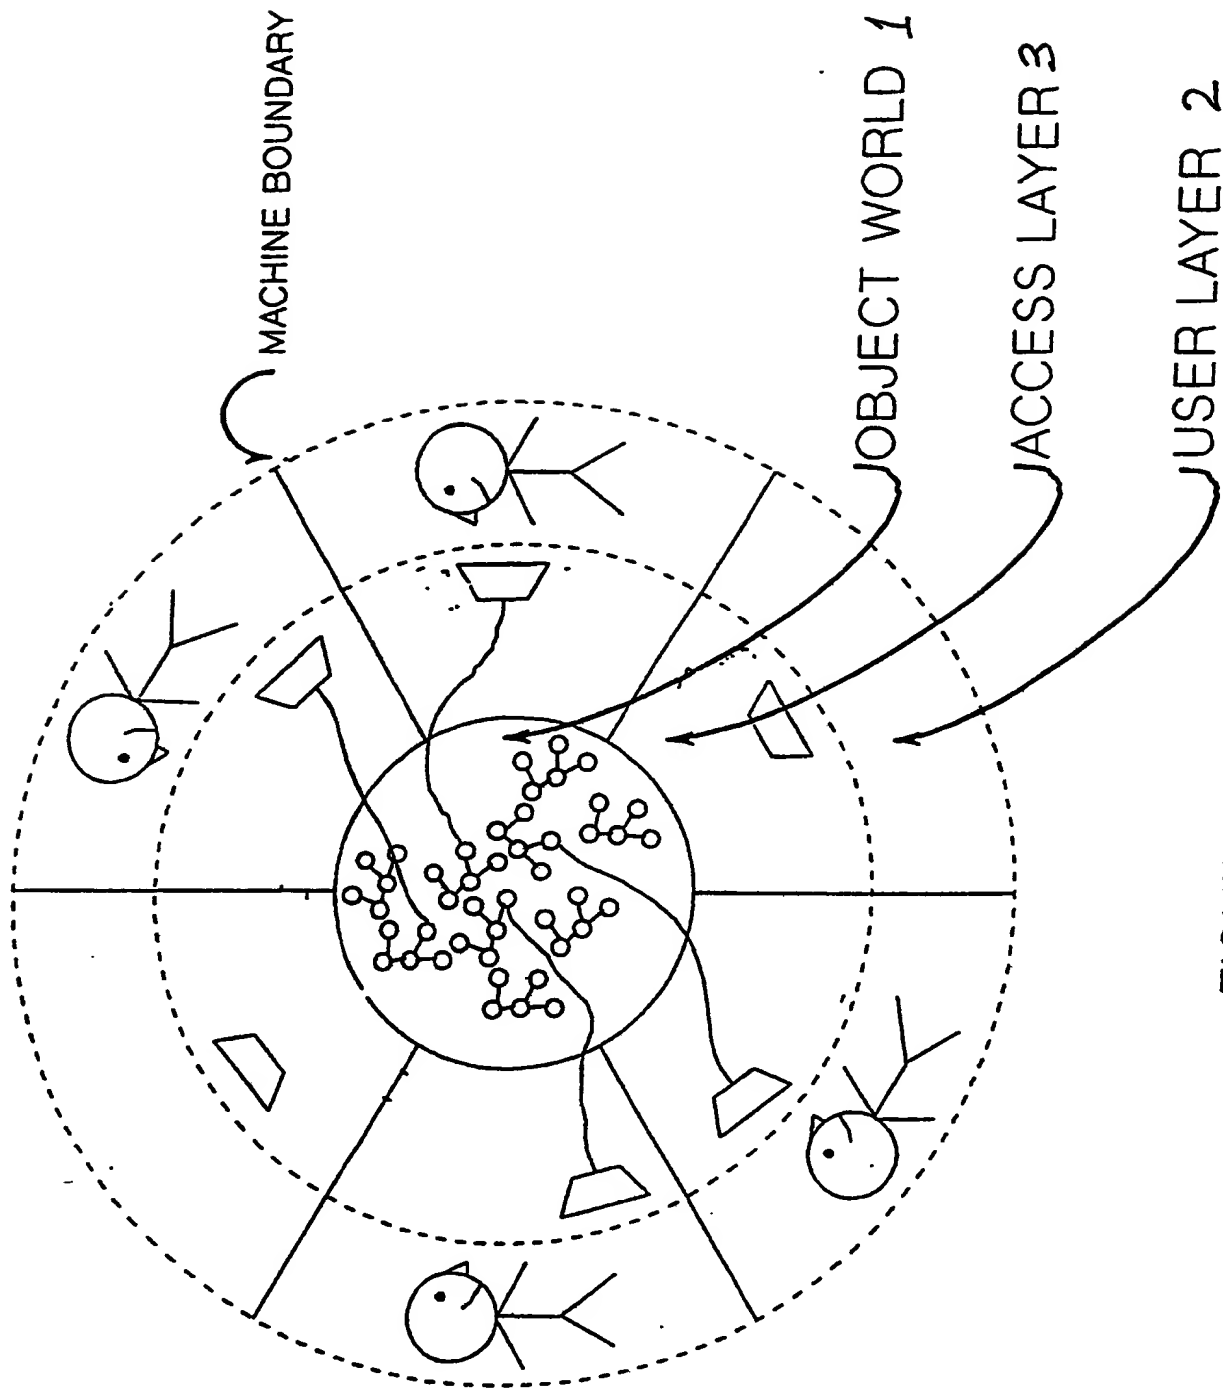 MACHINE BOUNDARY
OBJECT WORLD 1
ACCESS LAYER 3
USER LAYER 2